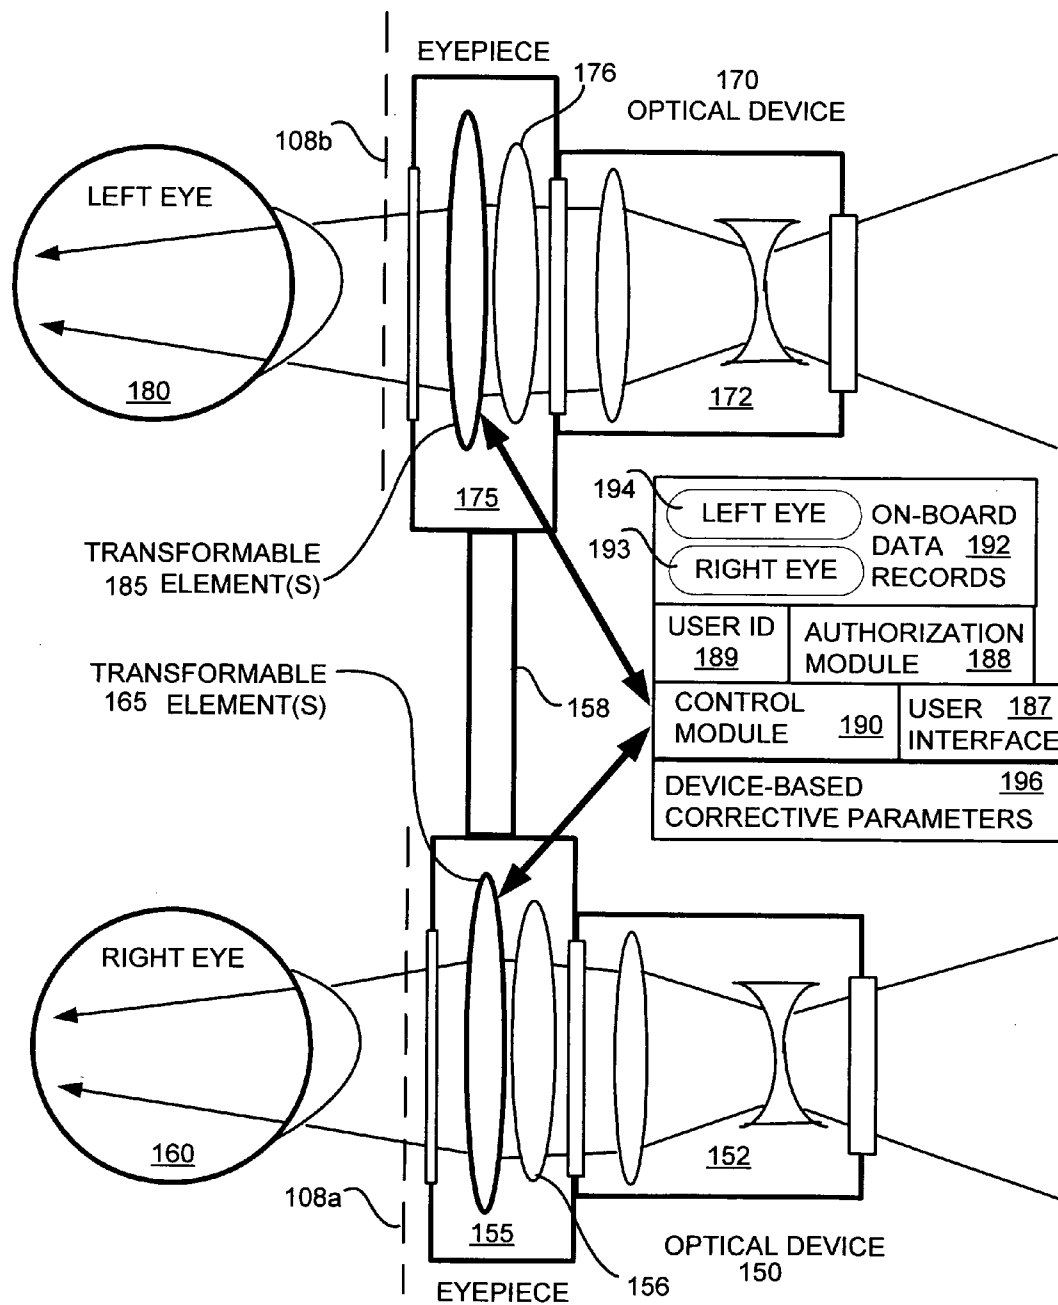 EYEPIECE
176
170
OPTICAL DEVICE
108b
LEFT EYE
180
172
175
194
LEFT EYE
ON-BOARD
DATA 192
RECORDS
193
RIGHT EYE
TRANSFORMABLE
185 ELEMENT(S)
USER ID
189
AUTHORIZATION
MODULE 188
TRANSFORMABLE
165 ELEMENT(S)
158
CONTROL
MODULE 190
USER 187
INTERFACE
DEVICE-BASED 196
CORRECTIVE PARAMETERS
RIGHT EYE
160
152
108a
155
156
OPTICAL DEVICE
150
EYEPIECE